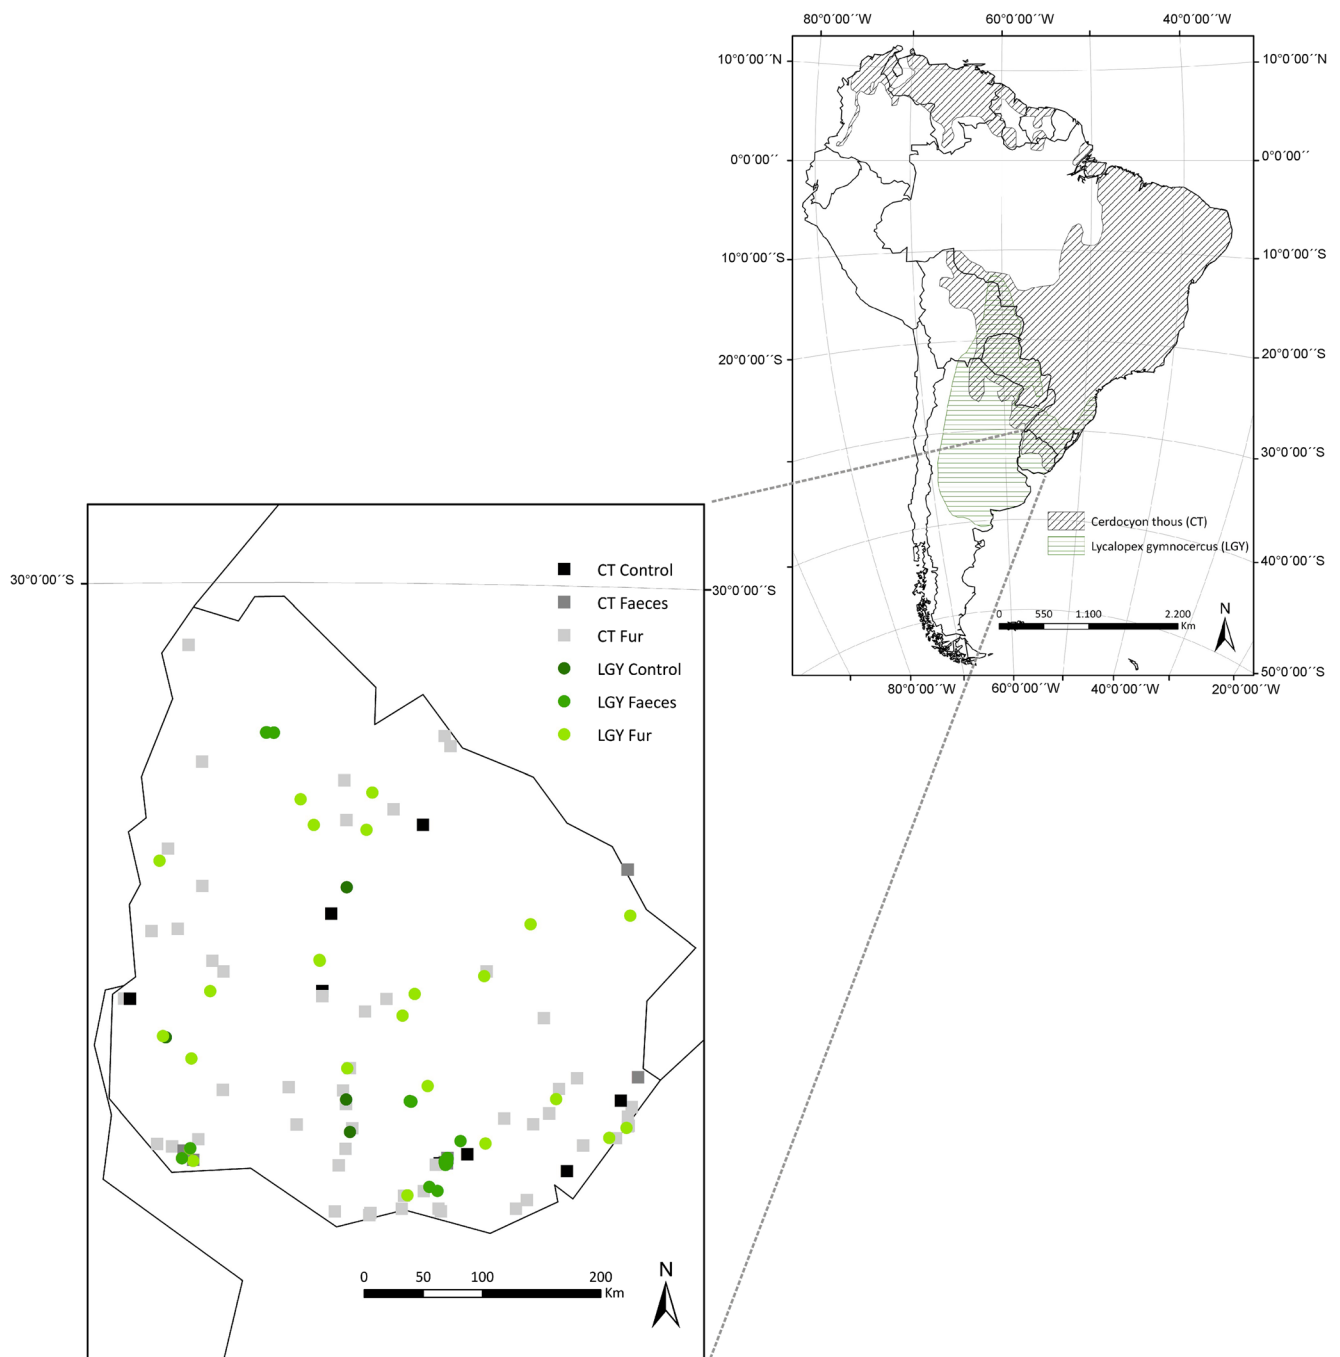 80°0'00´´W 60°0'00´´W 40°0'00´´W
10°0'00´´N 10°0'00´´N
0°0'00´´ 0°0'00´´
10°0'00´´S 10°0'00´´S
20°0'00´´S 20°0'00´´S
30°0'00´´S
Cerdocyon thous (CT)
Lycalopex gymnocercus (LGY)
40°0'00´´S
0 550 1.100 2.200
Km
N
50°0'00´´S
80°0'00´´W 60°0'00´´W 40°0'00´´W 20°0'00´´W
30°0'00´´S 30°0'00´´S
CT Control
CT Faeces
CT Fur
LGY Control
LGY Faeces
LGY Fur
0 50 100 200
Km
N